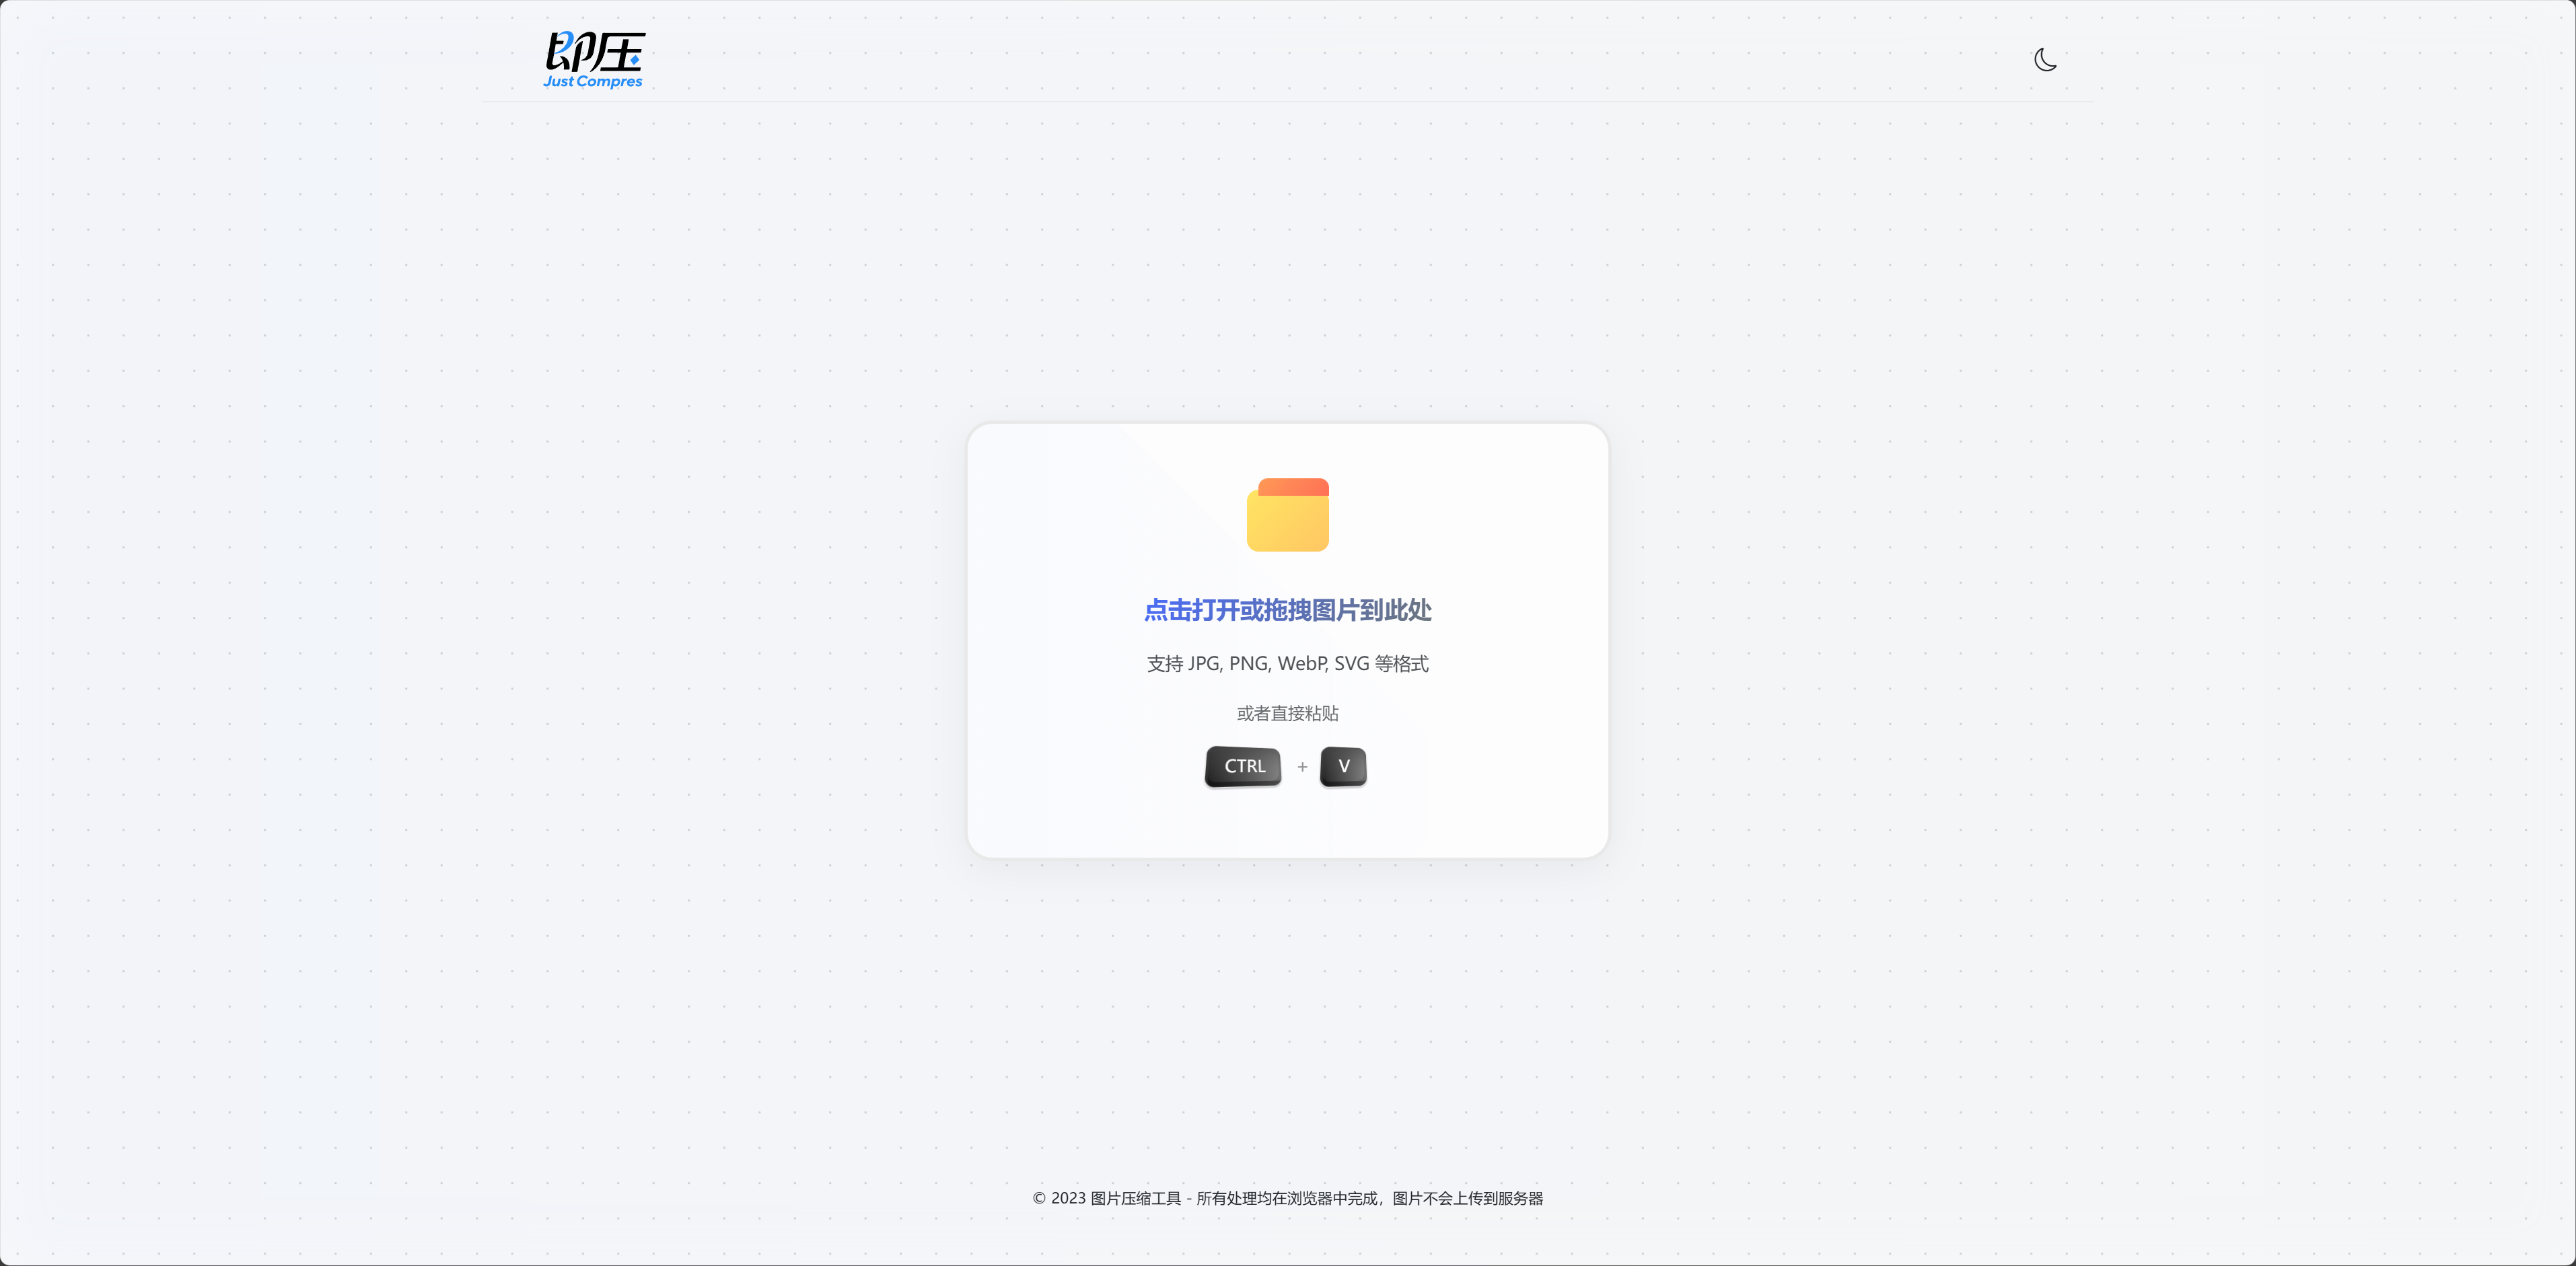 即压
Just Compres
点击打开或拖拽图片到此处
支持 JPG, PNG, WebP, SVG 等格式
或者直接粘贴
CTRL + V
© 2023 图片压缩工具 - 所有处理均在浏览器中完成，图片不会上传到服务器